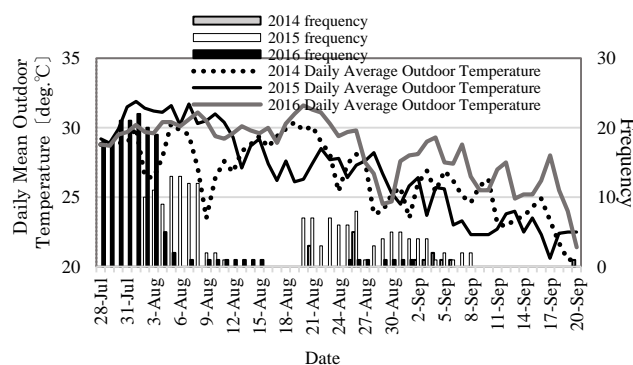 2014 frequency
2015 frequency
2016 frequency
2014 Daily Average Outdoor Temperature
2015 Daily Average Outdoor Temperature
2016 Daily Average Outdoor Temperature
Daily Mean Outdoor
Temperature [deg.℃]
35
30
25
20
30
20
10
0
Frequency
28-Jul
31-Jul
3-Aug
6-Aug
9-Aug
12-Aug
15-Aug
18-Aug
21-Aug
24-Aug
27-Aug
30-Aug
2-Sep
5-Sep
8-Sep
11-Sep
14-Sep
17-Sep
20-Sep
Date